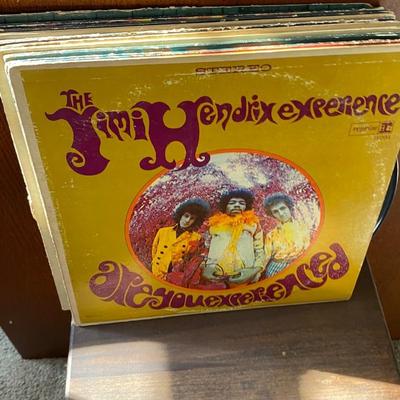 STEREO
THE
Jimi Hendrix experience
reprise
are you experienced